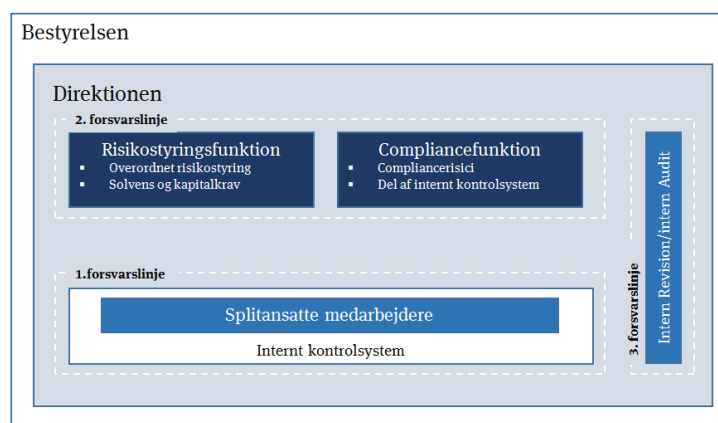 Bestyrelsen
Direktionen
2. forsvarslinje
Risikostyringsfunktion
▪ Overordnet risikostyring
▪ Solvens og kapitalkrav
Compliancefunktion
▪ Compliancerisici
▪ Del af internt kontrolsystem
1.forsvarslinje
Splitansatte medarbejdere
Internt kontrolsystem
3. forsvarslinje
Intern Revision/intern Audit